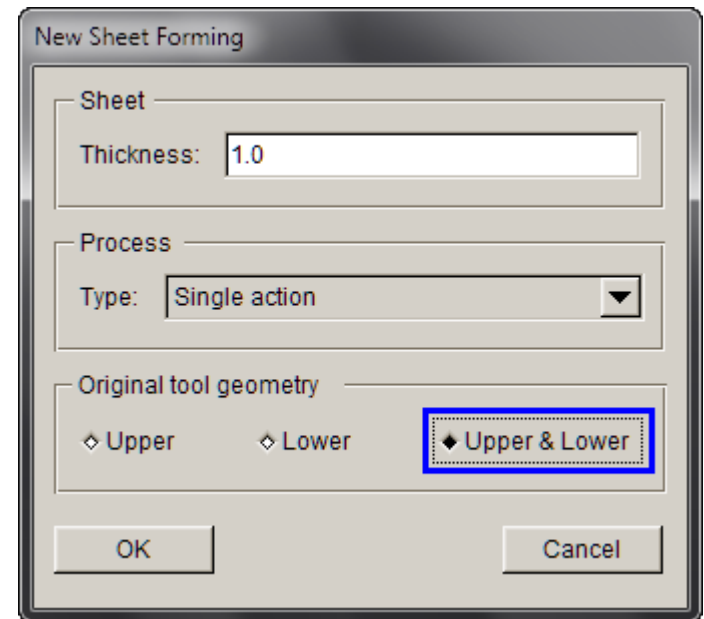 New Sheet Forming
Sheet
Thickness: 1.0
Process
Type: Single action
Original tool geometry
Upper Lower Upper & Lower
OK Cancel